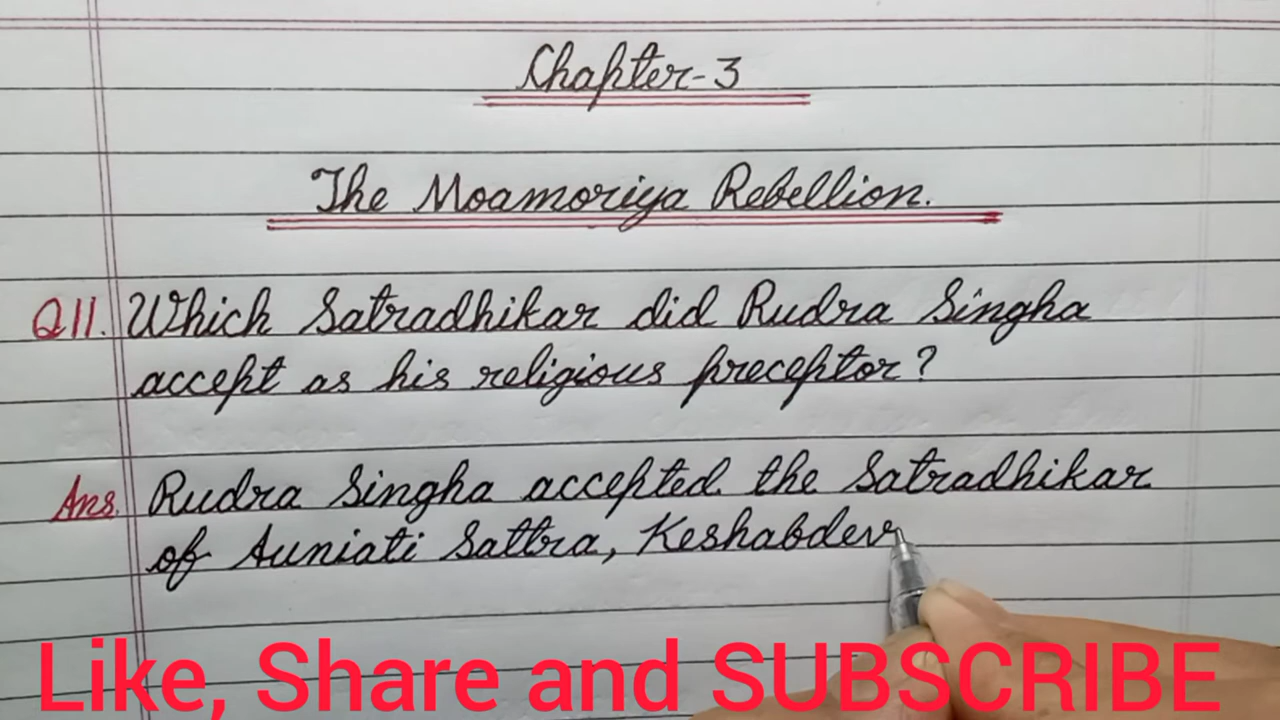 Chapter-3
The Moamoriya Rebellion.
Q11. Which Satradhikar did Rudra Singha
accept as his religious preceptor?
Ans. Rudra Singha accepted the Satradhikar
of Auniati Sattra, Keshabdev
Like, Share and SUBSCRIBE